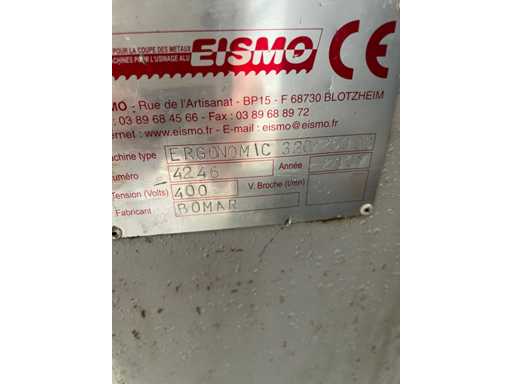 POUR LA COUPE DES METAUX
MACHINES POUR L'USINAGE ALU
EISMO CE
MO - Rue de l'Artisanat - BP15 - F 68730 BLOTZHEIM
: 03 89 68 45 66 - Fax : 03 89 68 89 72
ernet : www.eismo.fr - E-mail : eismo@eismo.fr
achine type ERGONOMIC
uméro 4246 Année
Tension (Volts) 400 V. Broche (t/min)
Fabricant BOMAR